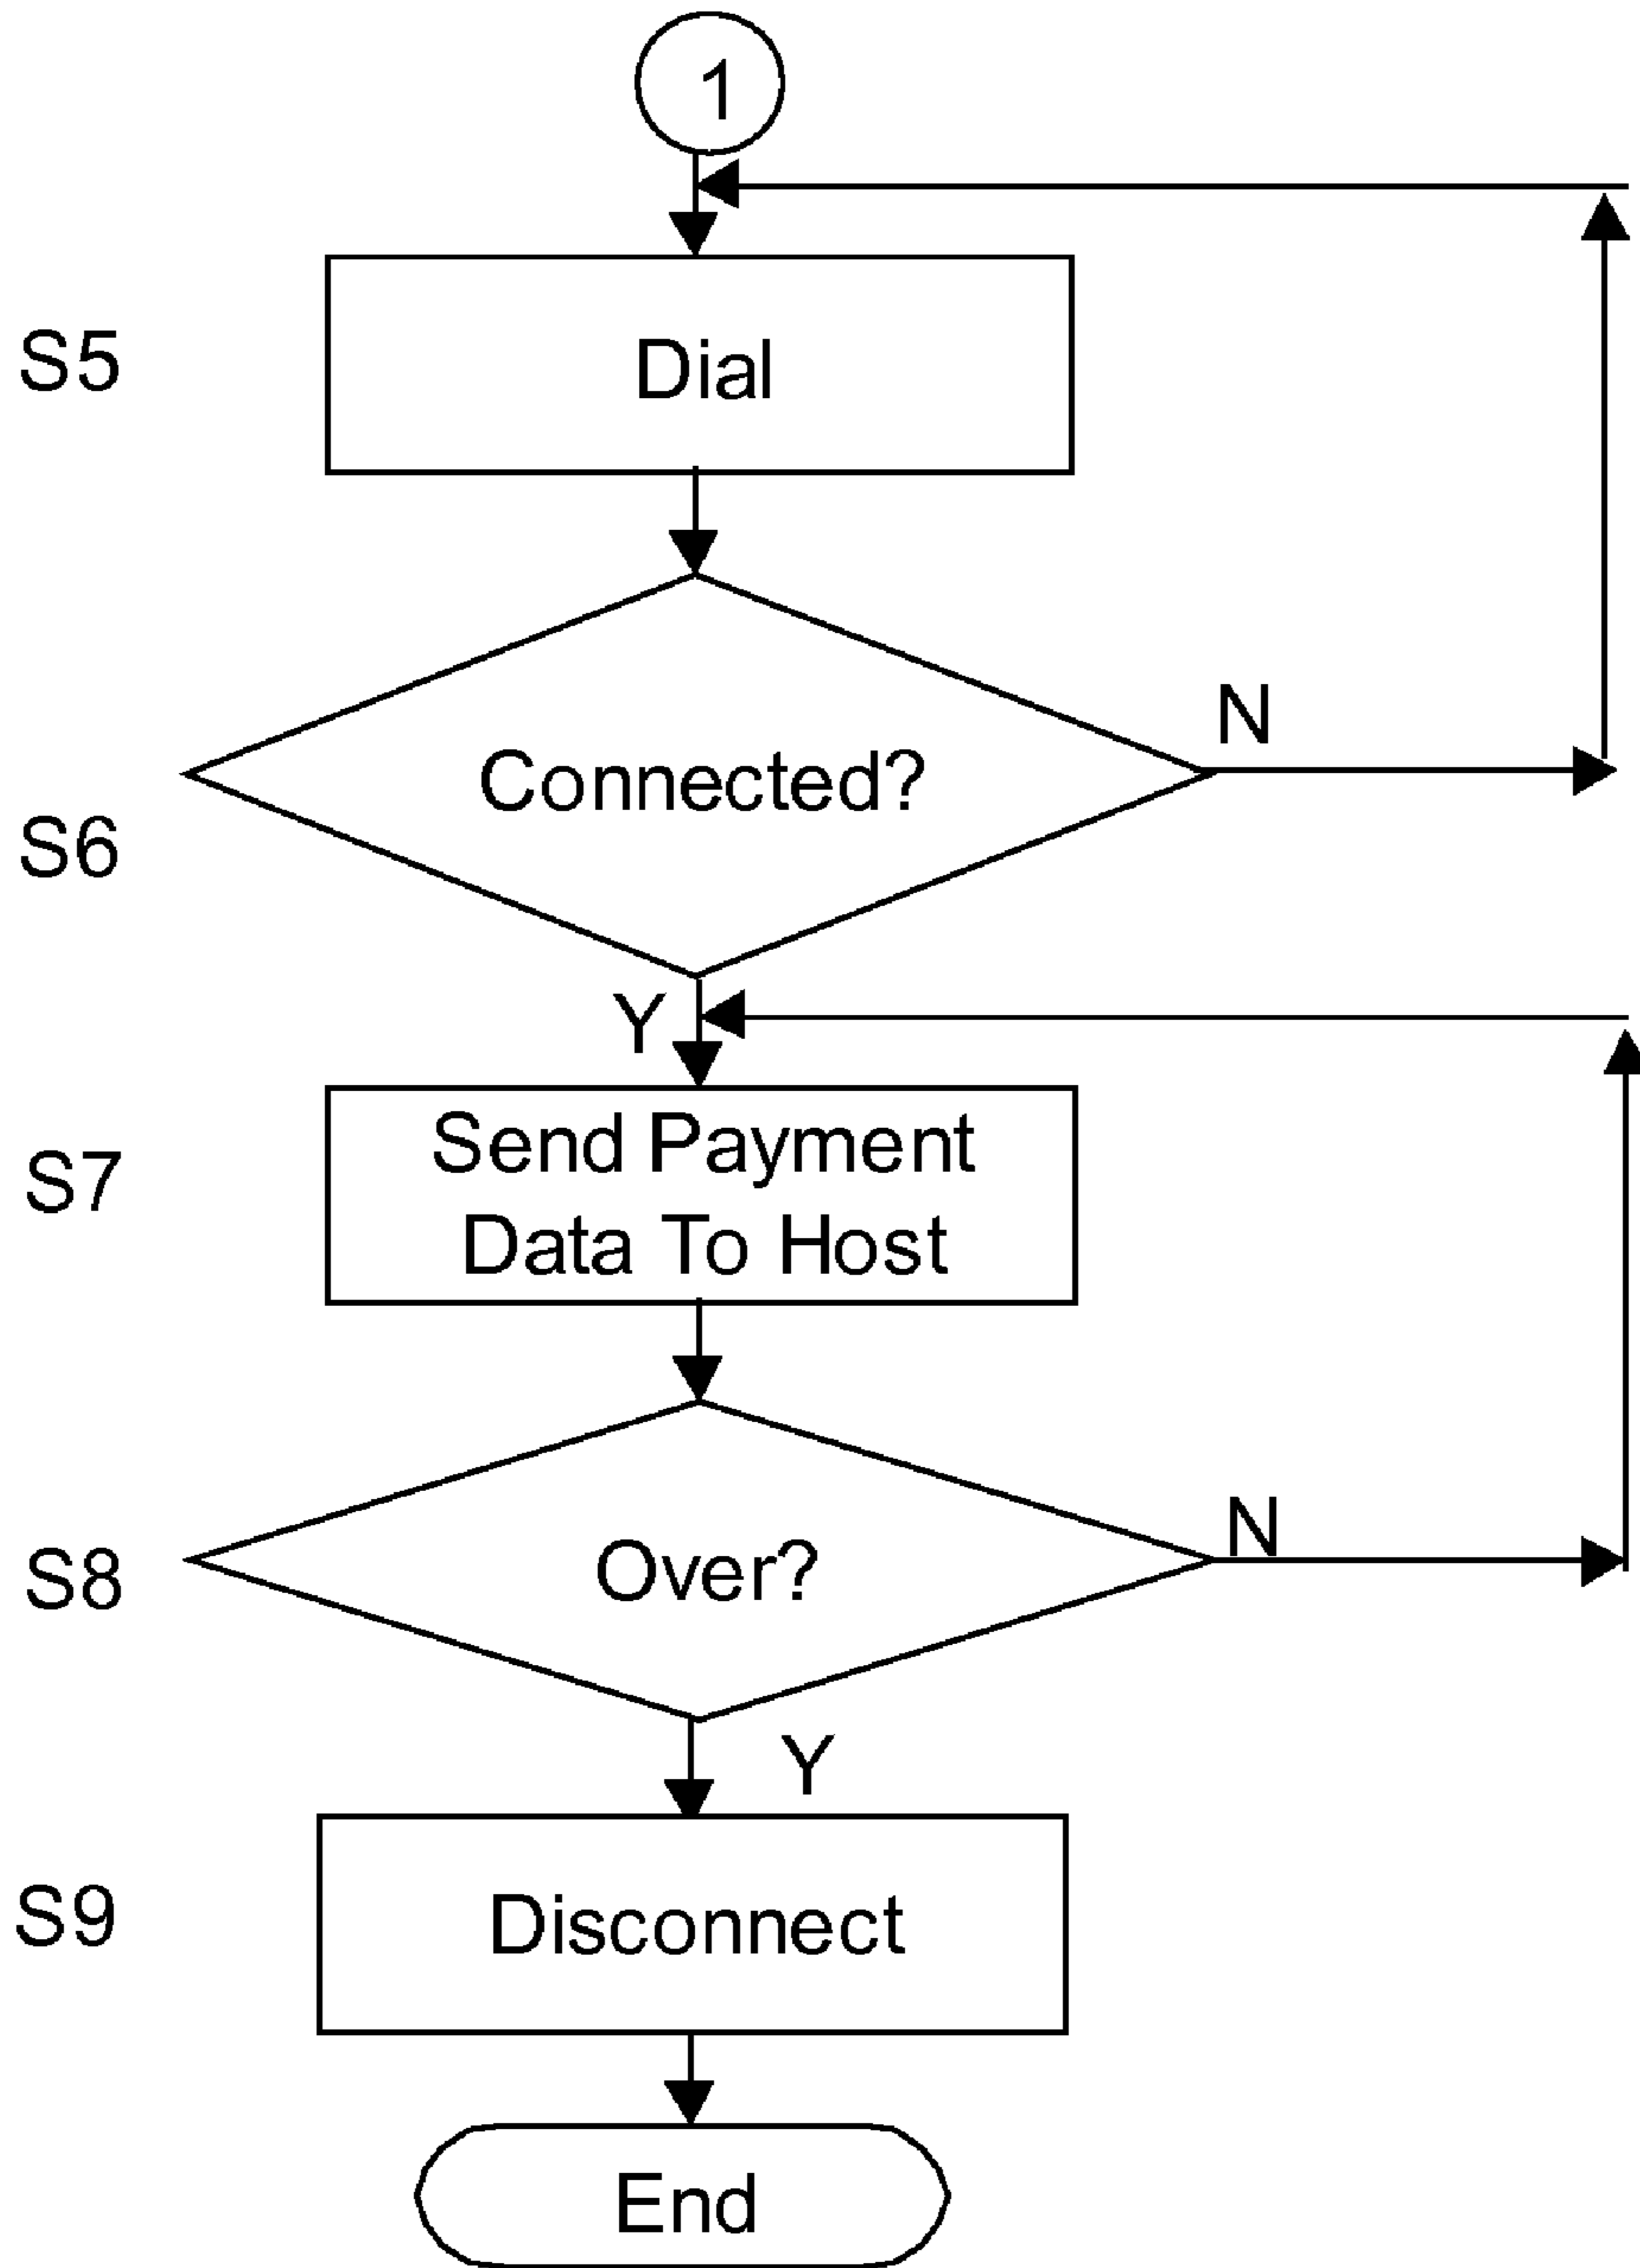 1
S5
Dial
N
Connected?
S6
Y
Send Payment
S7
Data To Host
N
S8
Over?
Y
S9
Disconnect
End